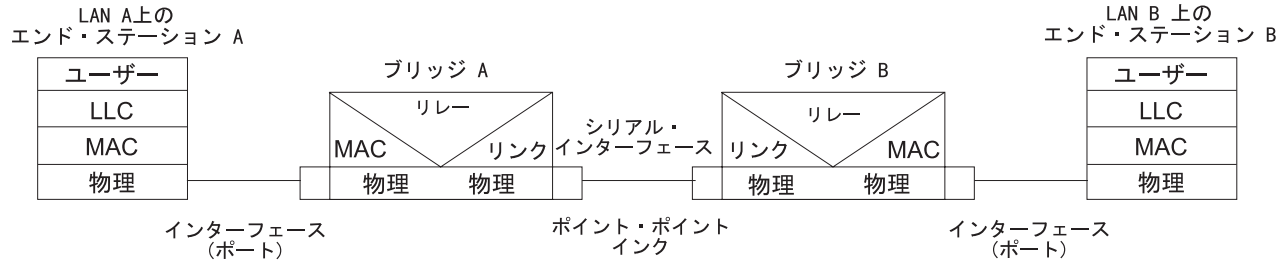 LAN A上の
エンド・ステーション A
ユーザー
LLC
MAC
物理
インターフェース
(ポート)
ブリッジ A
リレー
MAC
リンク
物理
物理
シリアル・
インターフェース
ポイント・ポイント
インク
ブリッジ B
リレー
リンク
MAC
物理
物理
インターフェース
(ポート)
LAN B 上の
エンド・ステーション B
ユーザー
LLC
MAC
物理